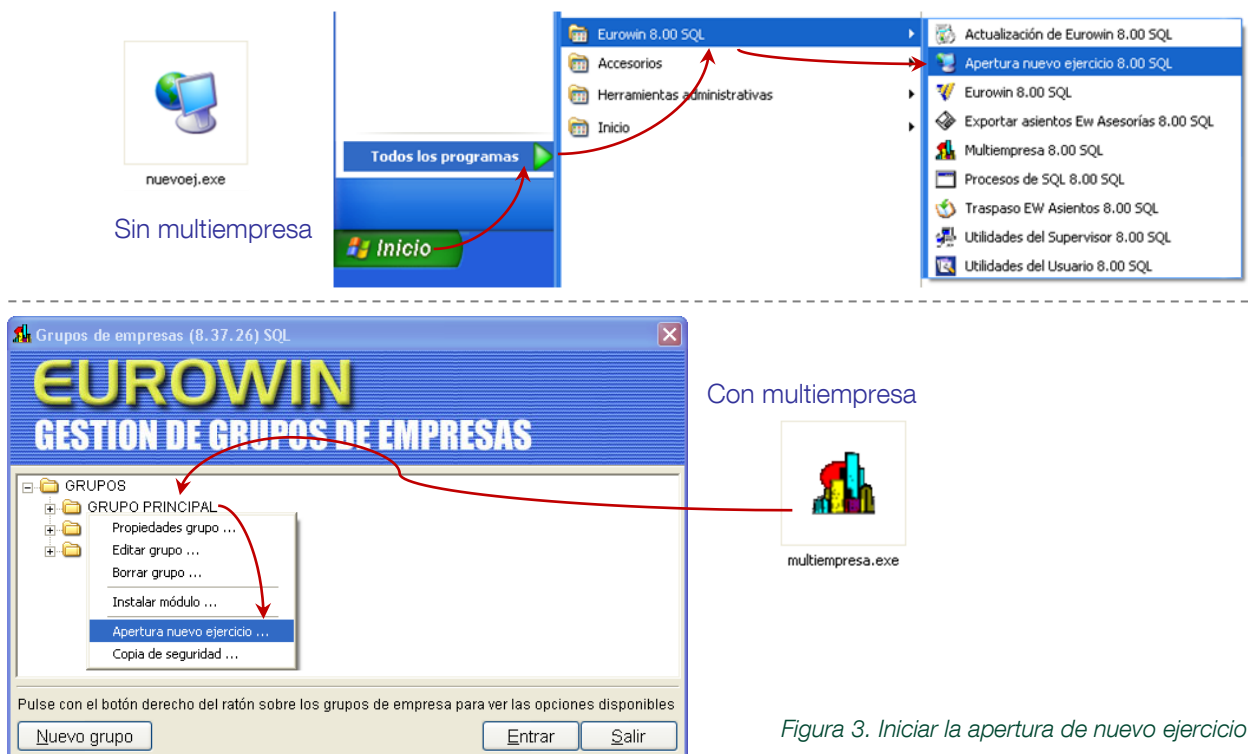 nuevoej.exe
Sin multiempresa
Todos los programas
Inicio
Eurowin 8.00 SQL
Accesorios
Herramientas administrativas
Inicio
Actualización de Eurowin 8.00 SQL
Apertura nuevo ejercicio 8.00 SQL
Eurowin 8.00 SQL
Exportar asientos Ew Asesorías 8.00 SQL
Multiempresa 8.00 SQL
Procesos de SQL 8.00 SQL
Traspaso EW Asientos 8.00 SQL
Utilidades del Supervisor 8.00 SQL
Utilidades del Usuario 8.00 SQL
Grupos de empresas (8.37.26) SQL
EUROWIN
GESTION DE GRUPOS DE EMPRESAS
GRUPOS
GRUPO PRINCIPAL
Propiedades grupo ...
Editar grupo ...
Borrar grupo ...
Instalar módulo ...
Apertura nuevo ejercicio ...
Copia de seguridad ...
Pulse con el botón derecho del ratón sobre los grupos de empresa para ver las opciones disponibles
Nuevo grupo
Entrar
Salir
Con multiempresa
multiempresa.exe
Figura 3. Iniciar la apertura de nuevo ejercicio